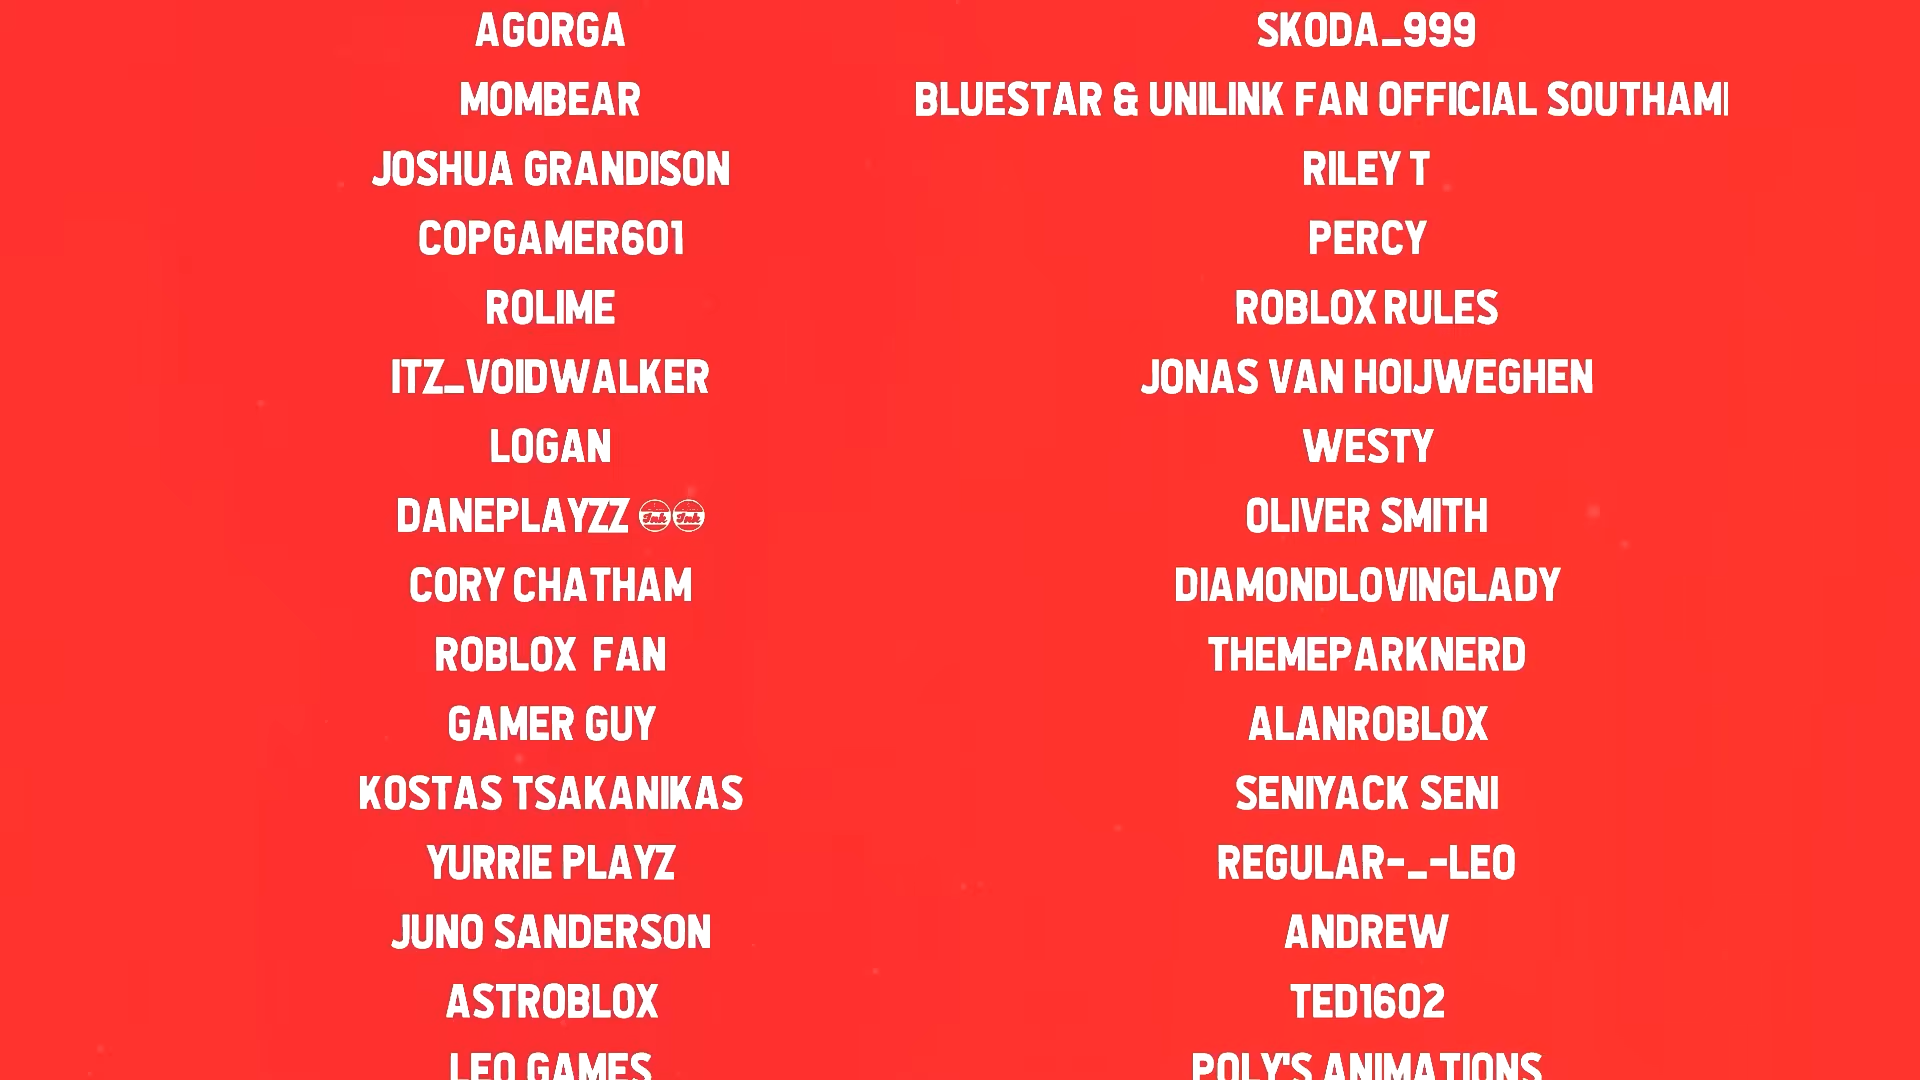 AGORGA
SKODA_999
MOMBEAR
BLUESTAR & UNILINK FAN OFFICIAL
JOSHUA GRANDISON
RILEY T
COPGAMER601
PERCY
ROLIME
ROBLOX RULES
ITZ_VOIDWALKER
JONAS VAN HOIJWEGHEN
LOGAN
WESTY
DANEPLAYZZ Ink Ink
OLIVER SMITH
CORY CHATHAM
DIAMONDLOVINGLADY
ROBLOX FAN
THEMEPARKNERD
GAMER GUY
ALANROBLOX
KOSTAS TSAKANIKAS
SENIYACK SENI
YURRIE PLAYZ
REGULAR-_-LEO
JUNO SANDERSON
ANDREW
ASTROBLOX
TED1602
LEO GAMES
POLY'S ANIMATIONS